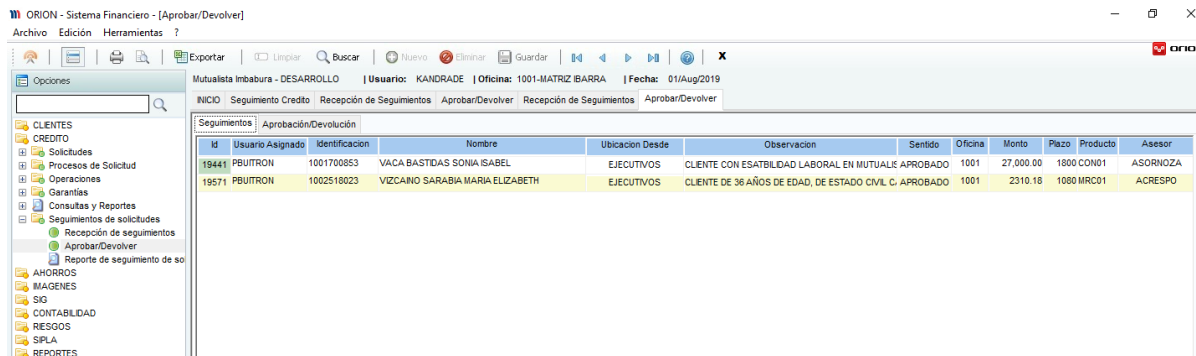 ORION - Sistema Financiero - [Aprobar/Devolver]
Archivo Edición Herramientas ?
Exportar Limpiar Buscar Nuevo Eliminar Guardar X
Opciones
Mutualista Imbabura - DESARROLLO | Usuario: KANDRADE | Oficina: 1001-MATRIZ IBARRA | Fecha: 01/Aug/2019
INICIO Seguimiento Credito Recepción de Seguimientos Aprobar/Devolver Recepción de Seguimientos Aprobar/Devolver
Seguimientos Aprobación/Devolución
Id Usuario Asignado Identificacion Nombre Ubicacion Desde Observacion Sentido Oficina Monto Plazo Producto Asesor
19441 PBUITRON 1001700853 VACA BASTIDAS SONIA ISABEL EJECUTIVOS CLIENTE CON ESATBILIDAD LABORAL EN MUTUALIS APROBADO 1001 27,000.00 1800 CON01 ASORNOZA
19571 PBUITRON 1002518023 VIZCAINO SARABIA MARIA ELIZABETH EJECUTIVOS CLIENTE DE 36 AÑOS DE EDAD, DE ESTADO CIVIL CA APROBADO 1001 2310.18 1080 MRC01 ACRESPO
CLIENTES
CREDITO
Solicitudes
Procesos de Solicitud
Operaciones
Garantías
Consultas y Reportes
Seguimientos de solicitudes
Recepción de seguimientos
Aprobar/Devolver
Reporte de seguimiento de so
AHORROS
IMAGENES
SIG
CONTABILIDAD
RIESGOS
SIPLA
REPORTES